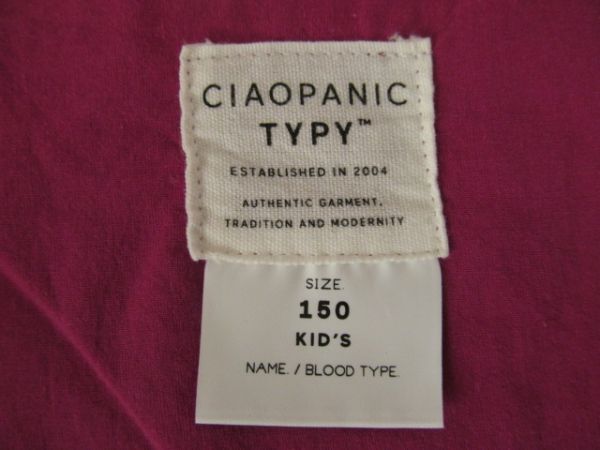 CIAOPANIC
TYPY™
ESTABLISHED IN 2004
AUTHENTIC GARMENT.
TRADITION AND MODERNITY
SIZE.
150
KID'S
NAME. / BLOOD TYPE.